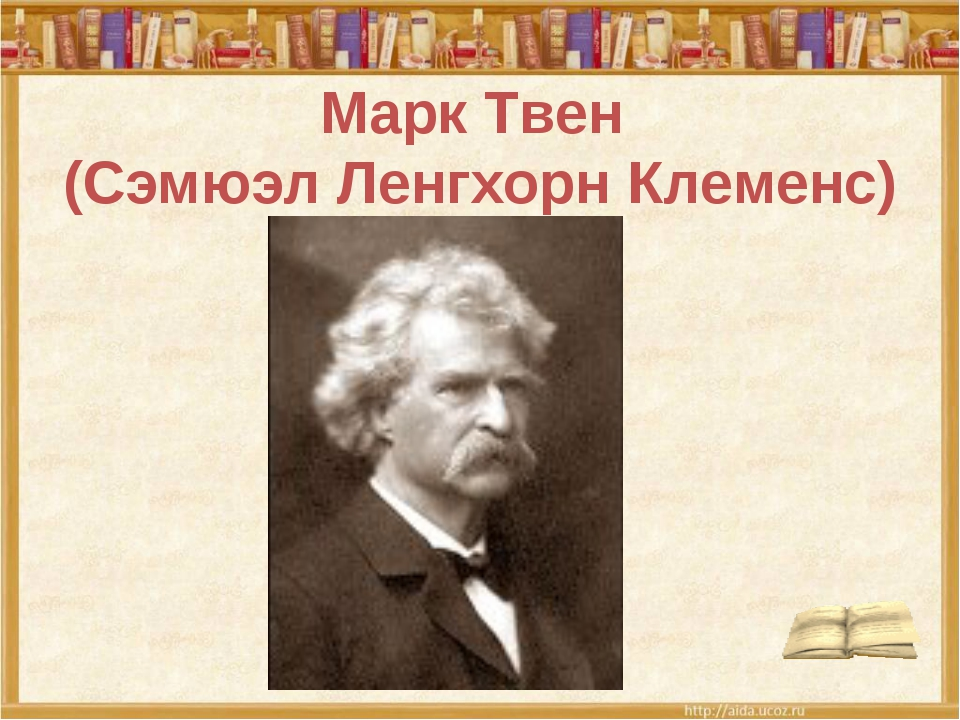 Марк Твен
(Сэмюэл Ленгхорн Клеменс)
http://aida.ucoz.ru